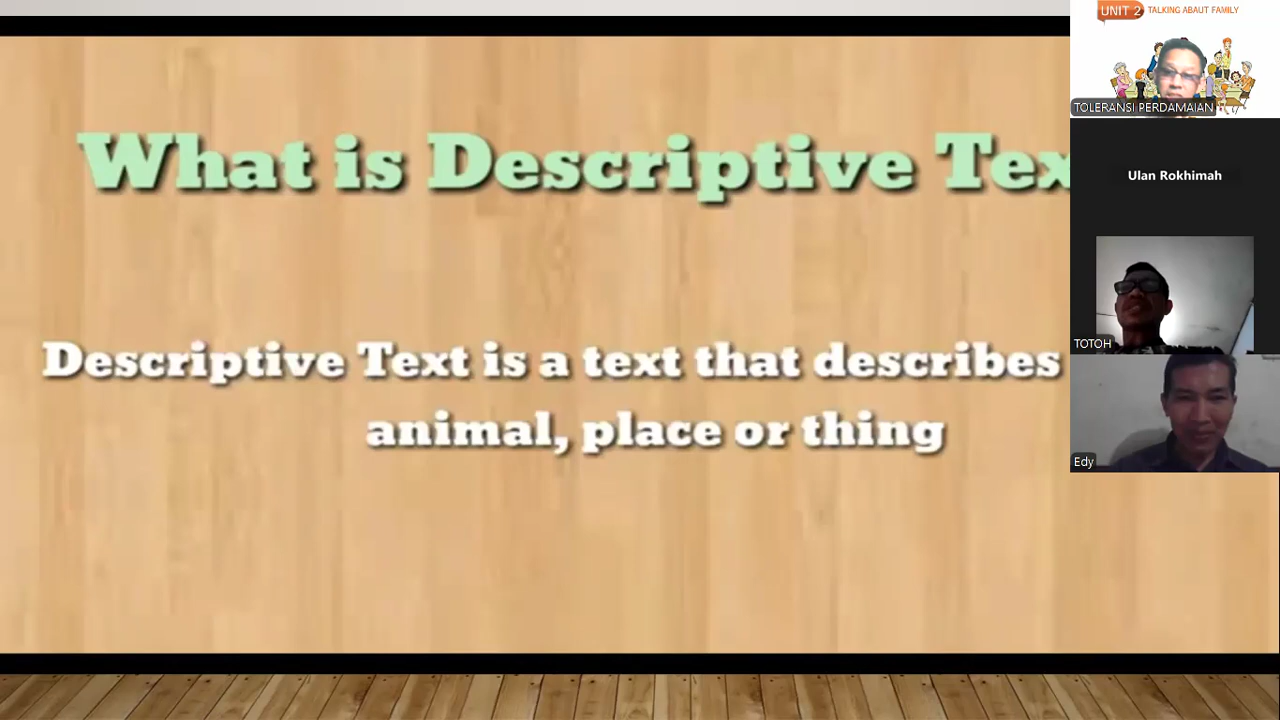 What is Descriptive Tex
Descriptive Text is a text that describes
animal, place or thing
UNIT 2 TALKING ABAUT FAMILY
TOLERANSI PERDAMAIAN
Ulan Rokhimah
TOTOH
Edy